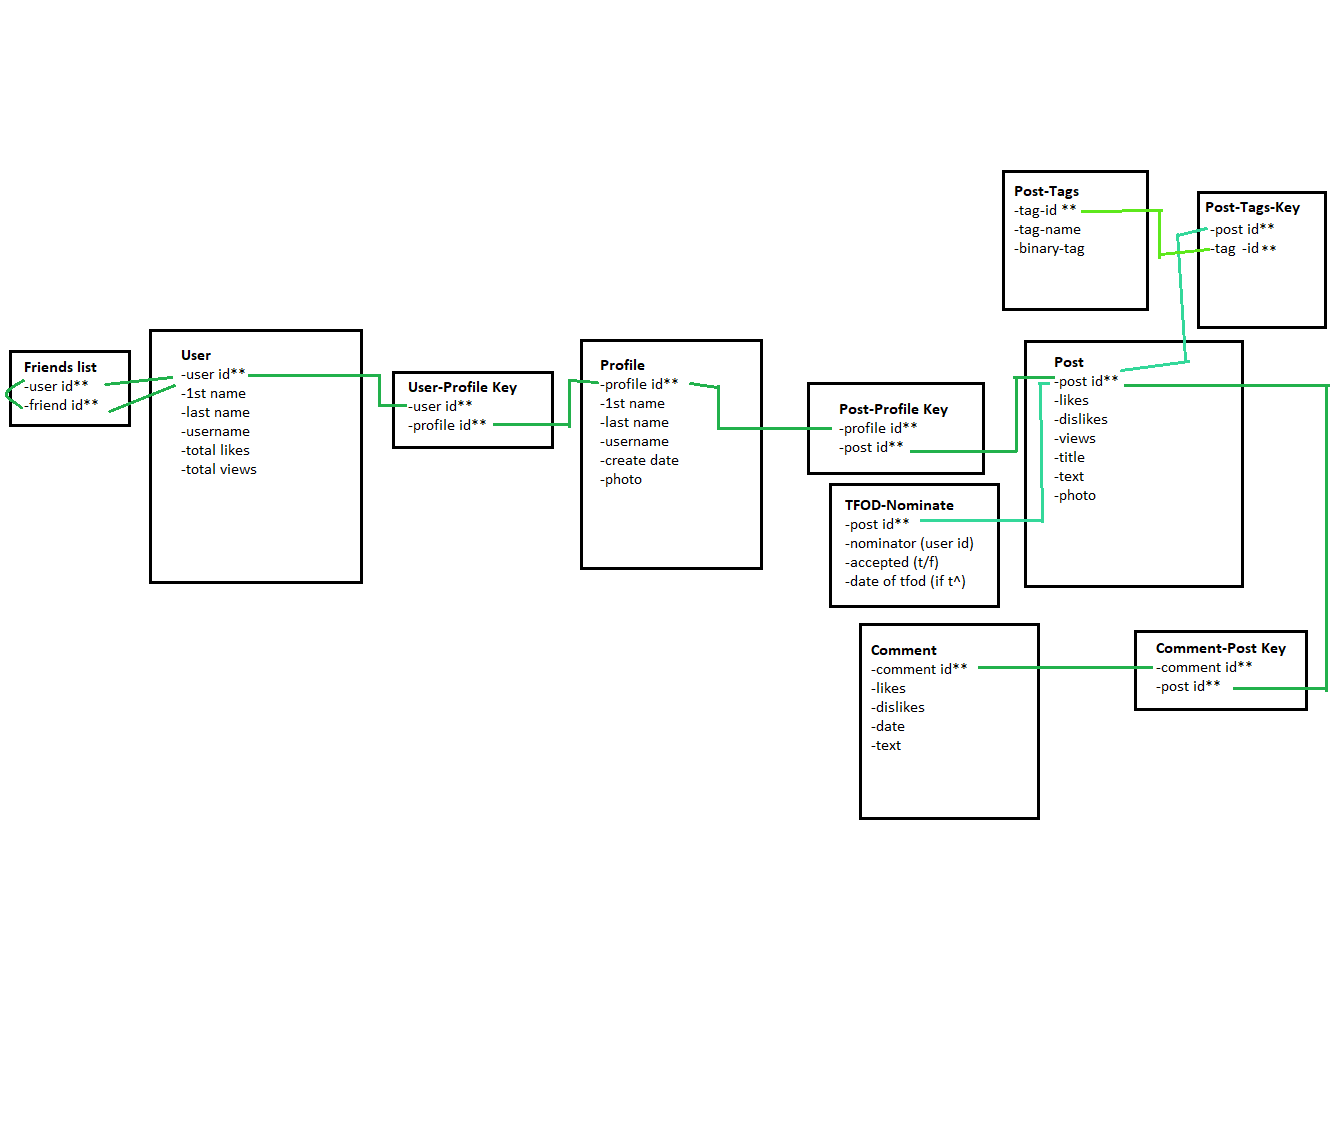 Post-Tags
-tag-id **
-tag-name
-binary-tag
Post-Tags-Key
-post id**
-tag -id**
Friends list
-user id**
-friend id**
User
-user id**
-1st name
-last name
-username
-total likes
-total views
User-Profile Key
-user id**
-profile id**
Profile
-profile id**
-1st name
-last name
-username
-create date
-photo
Post-Profile Key
-profile id**
-post id**
Post
-post id**
-likes
-dislikes
-views
-title
-text
-photo
TFOD-Nominate
-post id**
-nominator (user id)
-accepted (t/f)
-date of tfod (if t^)
Comment
-comment id**
-likes
-dislikes
-date
-text
Comment-Post Key
-comment id**
-post id**